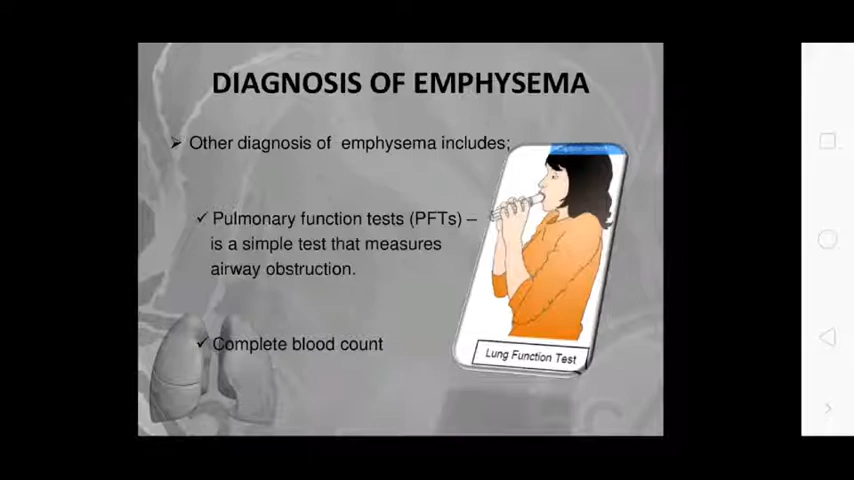 DIAGNOSIS OF EMPHYSEMA
➢ Other diagnosis of emphysema includes;
✓ Pulmonary function tests (PFTs) –
is a simple test that measures
airway obstruction.
✓ Complete blood count
Lung Function Test